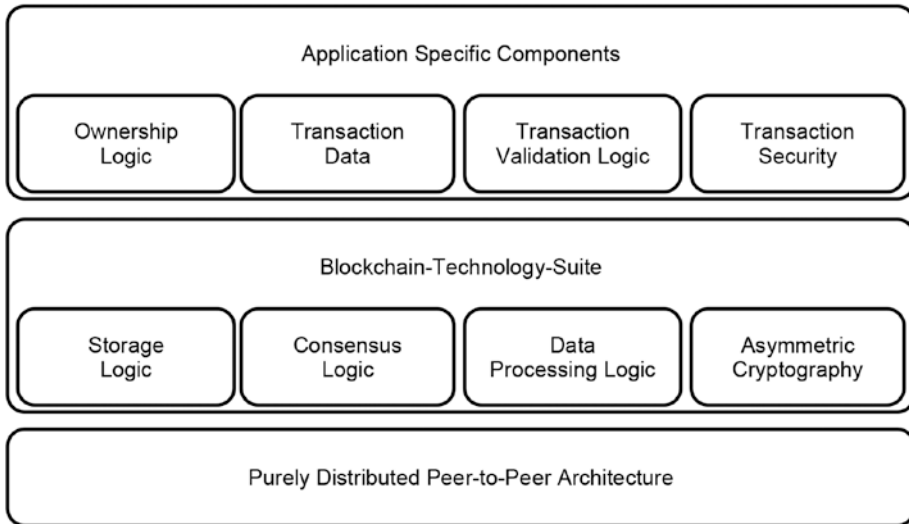 Application Specific Components
Ownership
Logic
Transaction
Data
Transaction
Validation Logic
Transaction
Security
Blockchain-Technology-Suite
Storage
Logic
Consensus
Logic
Data
Processing Logic
Asymmetric
Cryptography
Purely Distributed Peer-to-Peer Architecture